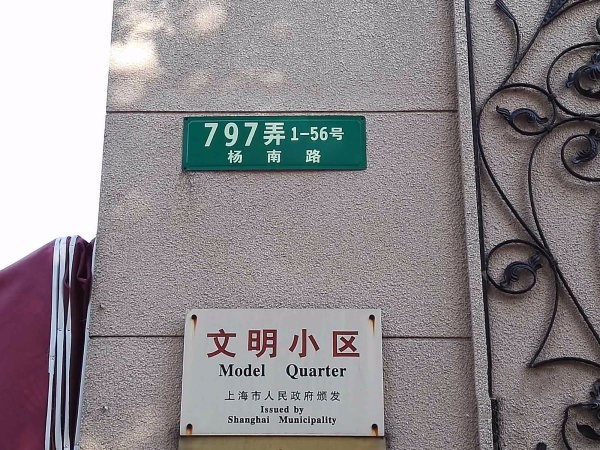 797弄 1-56号
杨南路
文明小区
Model Quarter
上海市人民政府颁发
Issued by
Shanghai Municipality